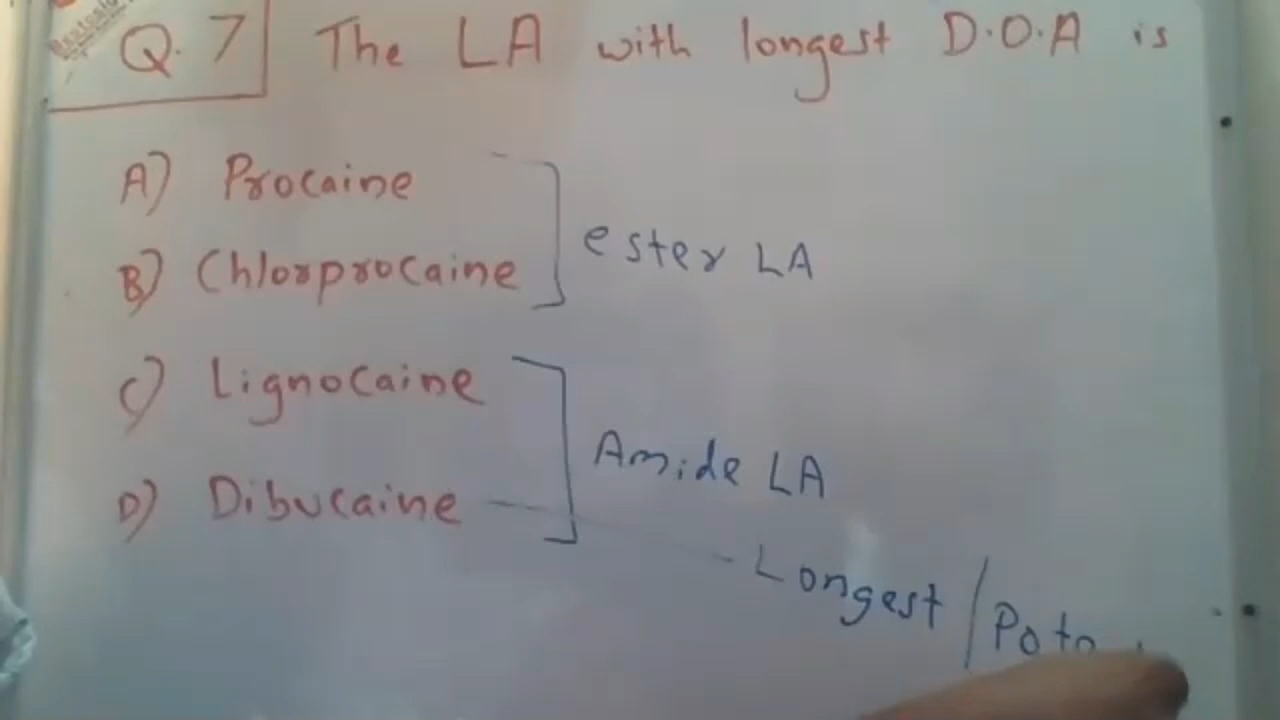 Q. 7 The LA with longest D.O.A is
A) Procaine
B) Chlorprocaine
ester LA
C) Lignocaine
D) Dibucaine
Amide LA
Longest /